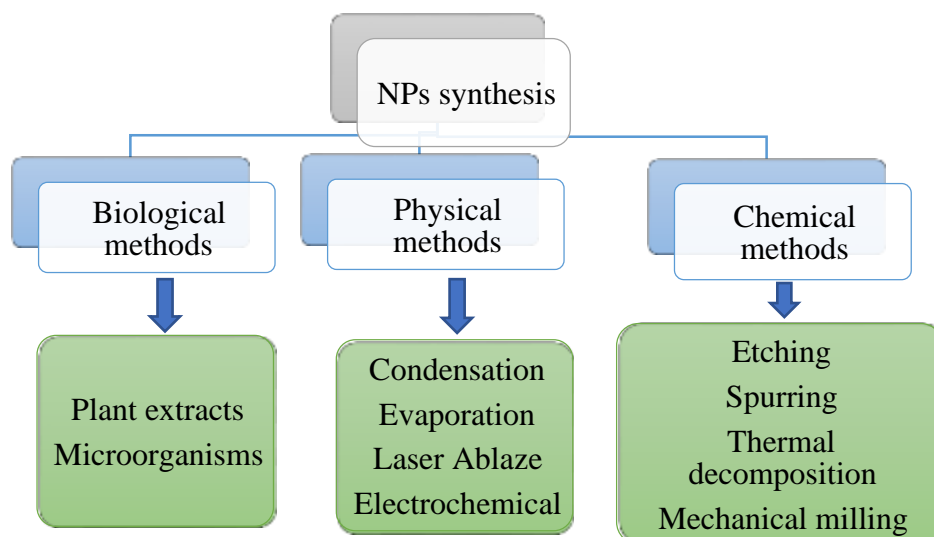 NPs synthesis
Biological
methods
Physical
methods
Chemical
methods
Plant extracts
Microorganisms
Condensation
Evaporation
Laser Ablaze
Electrochemical
Etching
Spurring
Thermal
decomposition
Mechanical milling